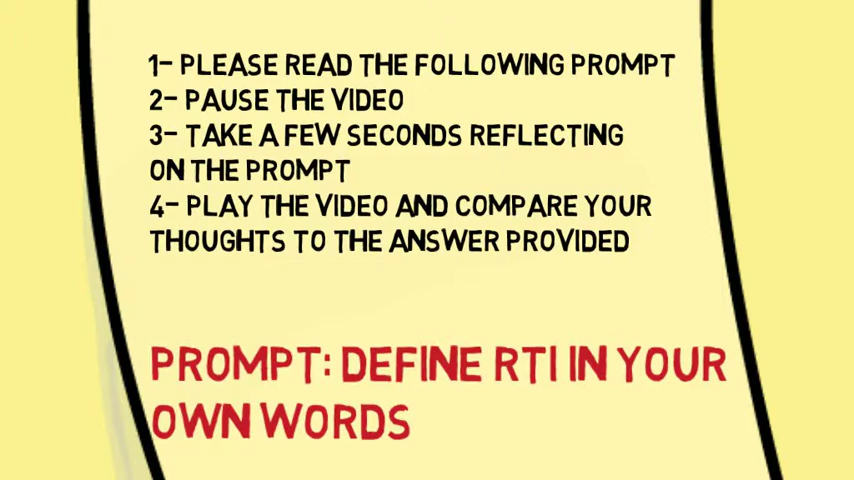 1- PLEASE READ THE FOLLOWING PROMPT
2- PAUSE THE VIDEO
3- TAKE A FEW SECONDS REFLECTING
ON THE PROMPT
4- PLAY THE VIDEO AND COMPARE YOUR
THOUGHTS TO THE ANSWER PROVIDED
PROMPT: DEFINE RTI IN YOUR
OWN WORDS